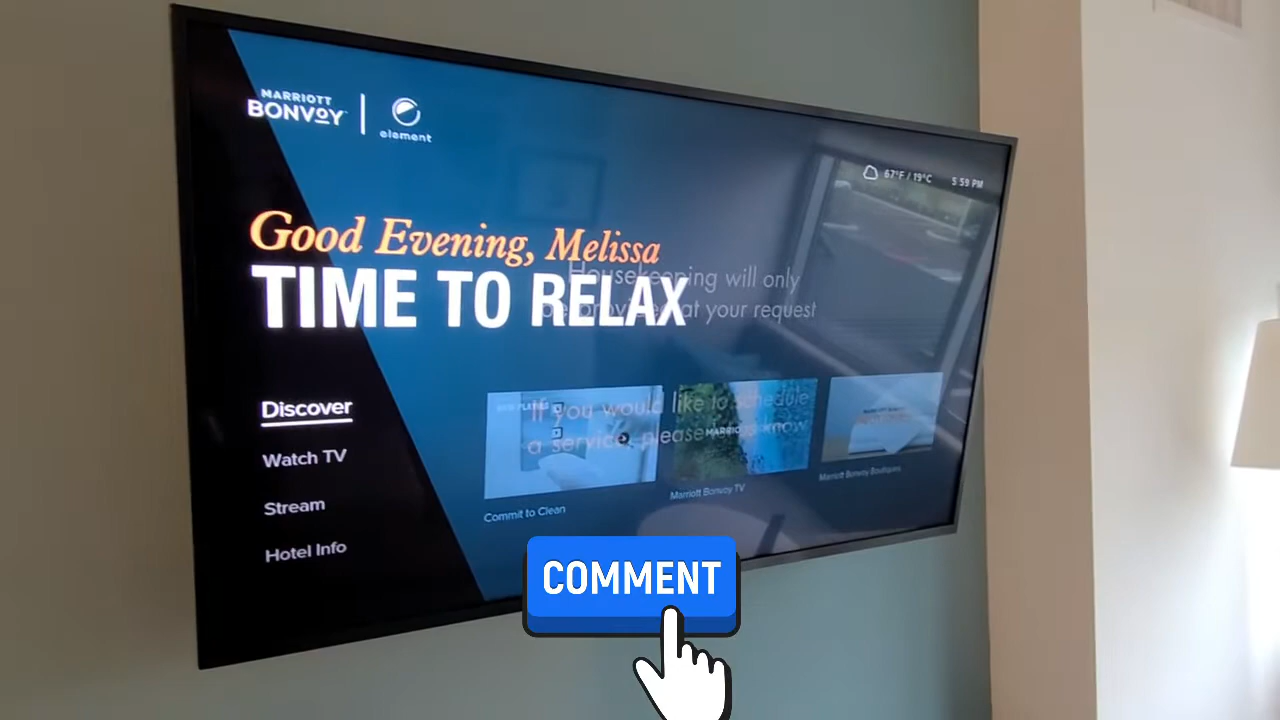 MARRIOTT
BONVOY
element
67°F / 19°C
5 59 PM
Good Evening, Melissa
TIME TO RELAX
Housekeeping will only
be provided at your request
Discover
Watch TV
Stream
Hotel Info
If you would like to schedule
a service, please know
MARRIOTT
Commit to Clean
Marriott Bonvoy TV
Marriott Bonvoy Boutiques
COMMENT